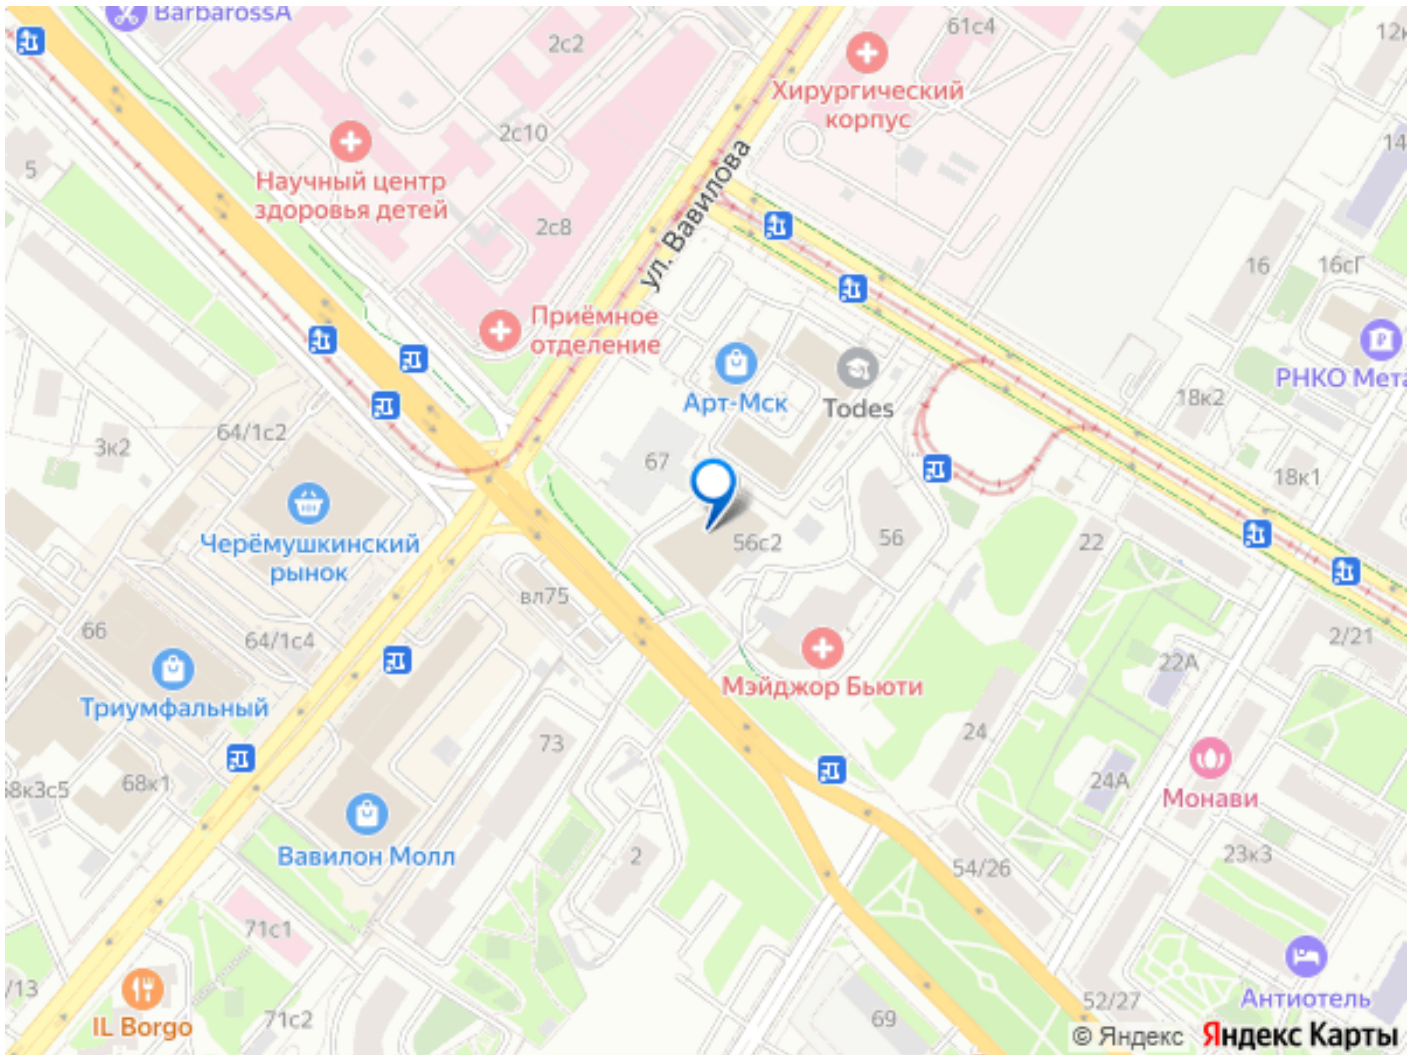 BarbarossA
61с4
12к
2с2
Хирургический
корпус
2с10
14
5
Научный центр
здоровья детей
ул. Вавилова
2с8
16
16сГ
Приёмное
отделение
РНКО Мета
Арт-Мск
Todes
18к2
64/1с2
3к2
67
18к1
Черёмушкинский
рынок
56с2
56
22
вл75
66
64/1с4
2/21
22А
Мэйджор Бьюти
Триумфальный
73
24
68к1
8к3с5
24А
Монави
Вавилон Молл
2
54/26
23к3
71с1
/13
IL Borgo
71с2
69
52/27
Антиотель
© Яндекс Яндекс Карты